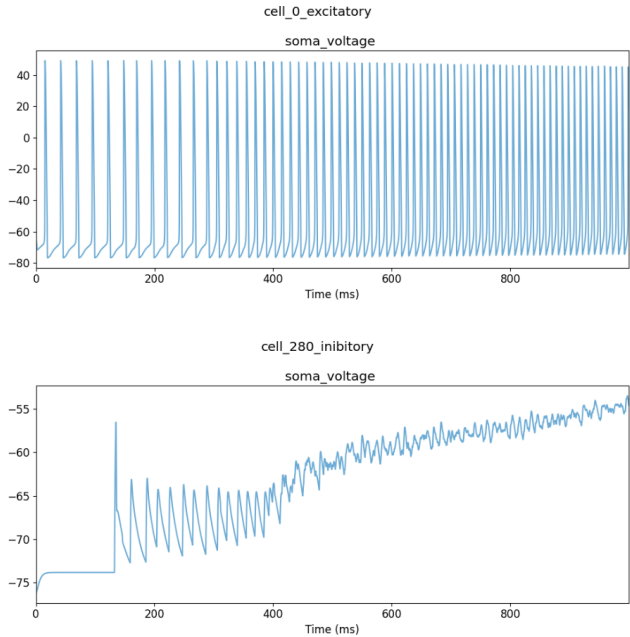 cell_0_excitatory
soma_voltage
40
20
0
−20
−40
−60
−80
0 200 400 600 800
Time (ms)
cell_280_inibitory
soma_voltage
−55
−60
−65
−70
−75
0 200 400 600 800
Time (ms)